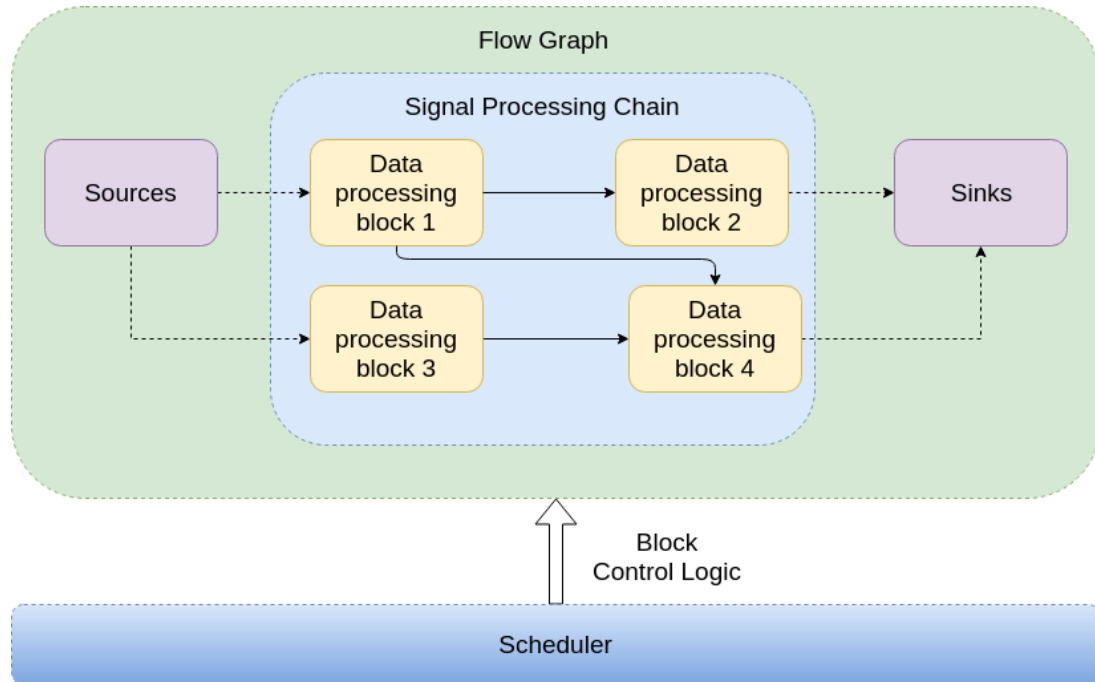 Flow Graph
Signal Processing Chain
Sources
Data
processing
block 1
Data
processing
block 2
Sinks
Data
processing
block 3
Data
processing
block 4
Block
Control Logic
Scheduler